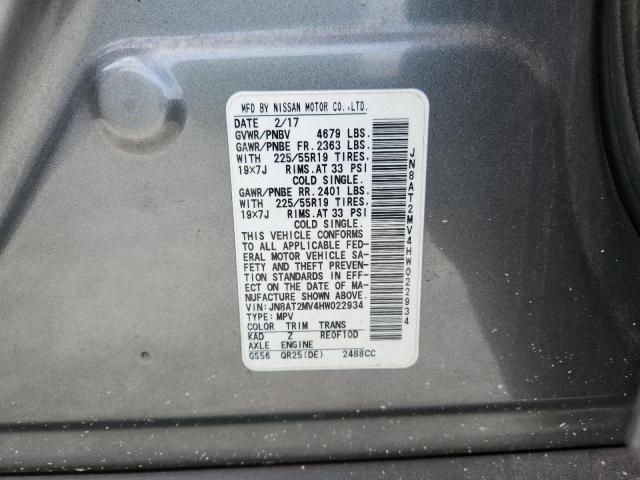 MFD BY NISSAN MOTOR CO.,LTD.
DATE 2/17
GVWR/PNBV 4679 LBS.
GAWR/PNBE FR. 2363 LBS.
WITH 225/55R19 TIRES,
19X7J RIMS.AT 33 PSI
COLD SINGLE.
GAWR/PNBE RR. 2401 LBS.
WITH 225/55R19 TIRES,
19X7J RIMS.AT 33 PSI
COLD SINGLE.
THIS VEHICLE CONFORMS
TO ALL APPLICABLE FED-
ERAL MOTOR VEHICLE SA-
FETY AND THEFT PREVEN-
TION STANDARDS IN EFF-
ECT ON THE DATE OF MA-
NUFACTURE SHOWN ABOVE.
VIN: JN8AT2MV4HW022934
TYPE: MPV
COLOR TRIM TRANS
KAD Z RE0F10D
AXLE ENGINE
GS56 QR25(DE) 2488CC
JN8AT2MV4HW022934